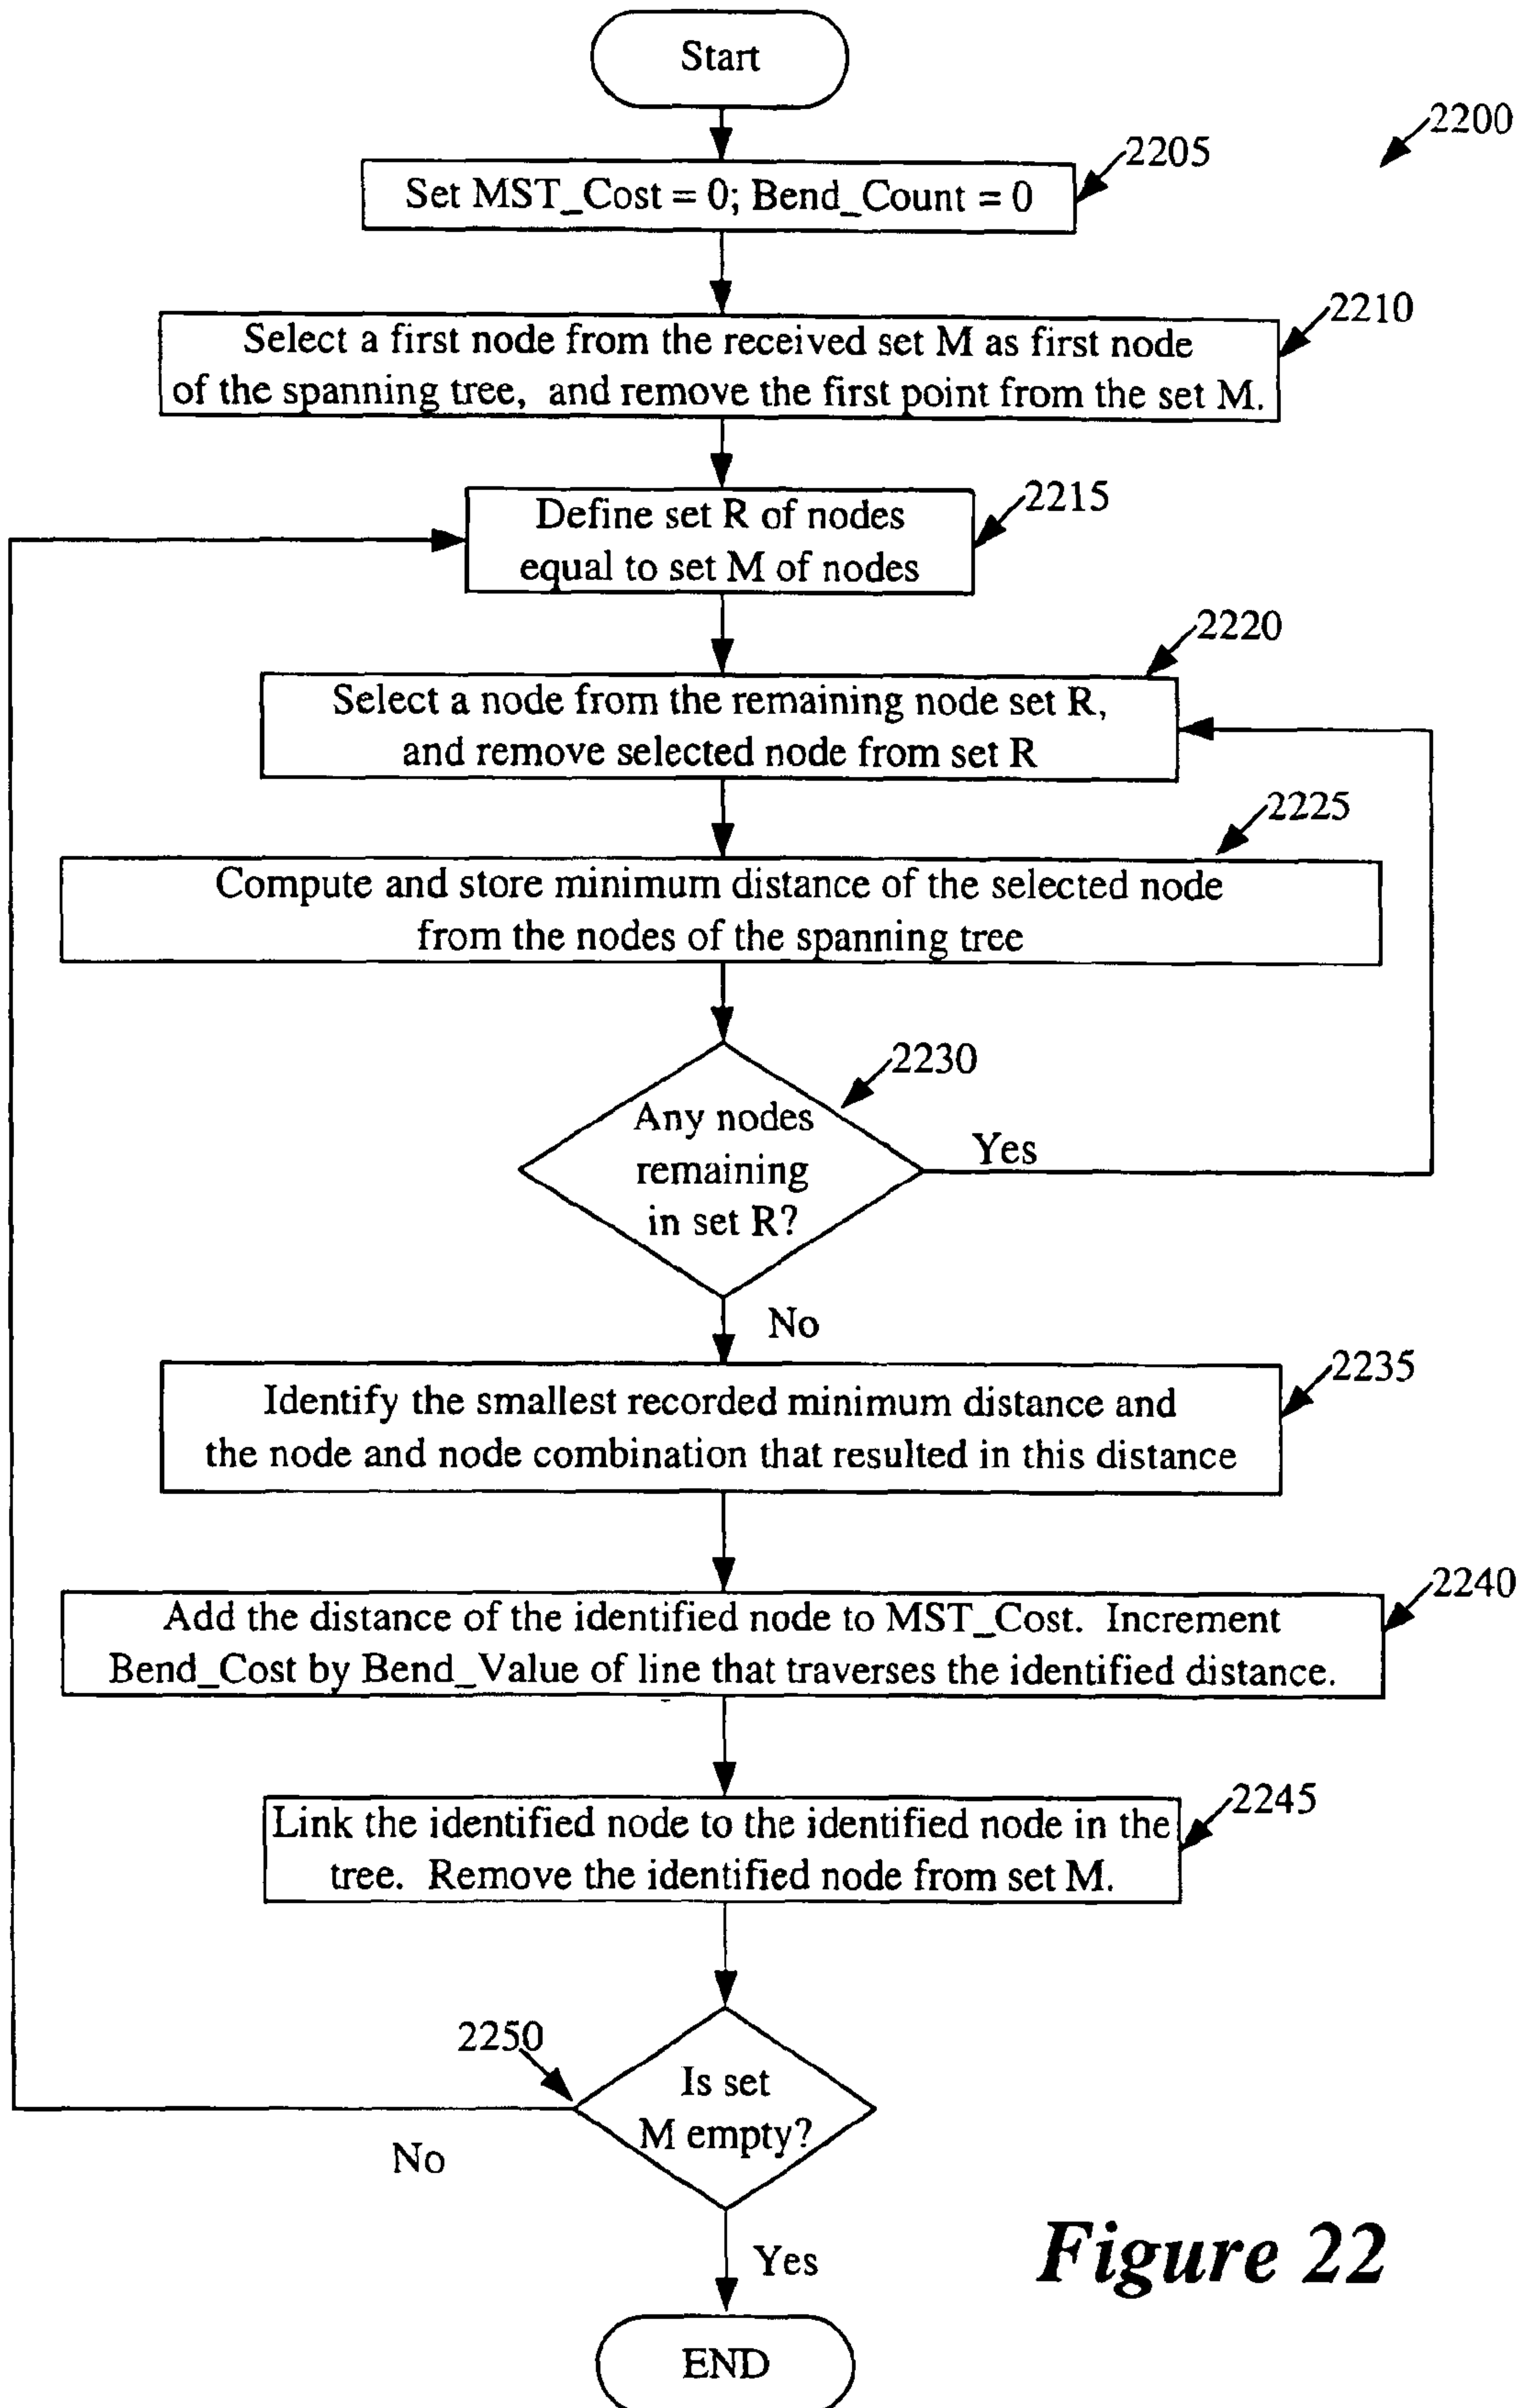 Start
2200
2205
Set MST_Cost = 0; Bend_Count = 0
2210
Select a first node from the received set M as first node
of the spanning tree, and remove the first point from the set M.
2215
Define set R of nodes
equal to set M of nodes
2220
Select a node from the remaining node set R,
and remove selected node from set R
2225
Compute and store minimum distance of the selected node
from the nodes of the spanning tree
2230
Any nodes
remaining
in set R?
Yes
No
2235
Identify the smallest recorded minimum distance and
the node and node combination that resulted in this distance
2240
Add the distance of the identified node to MST_Cost. Increment
Bend_Cost by Bend_Value of line that traverses the identified distance.
2245
Link the identified node to the identified node in the
tree. Remove the identified node from set M.
2250
Is set
M empty?
No
Yes
Figure 22
END